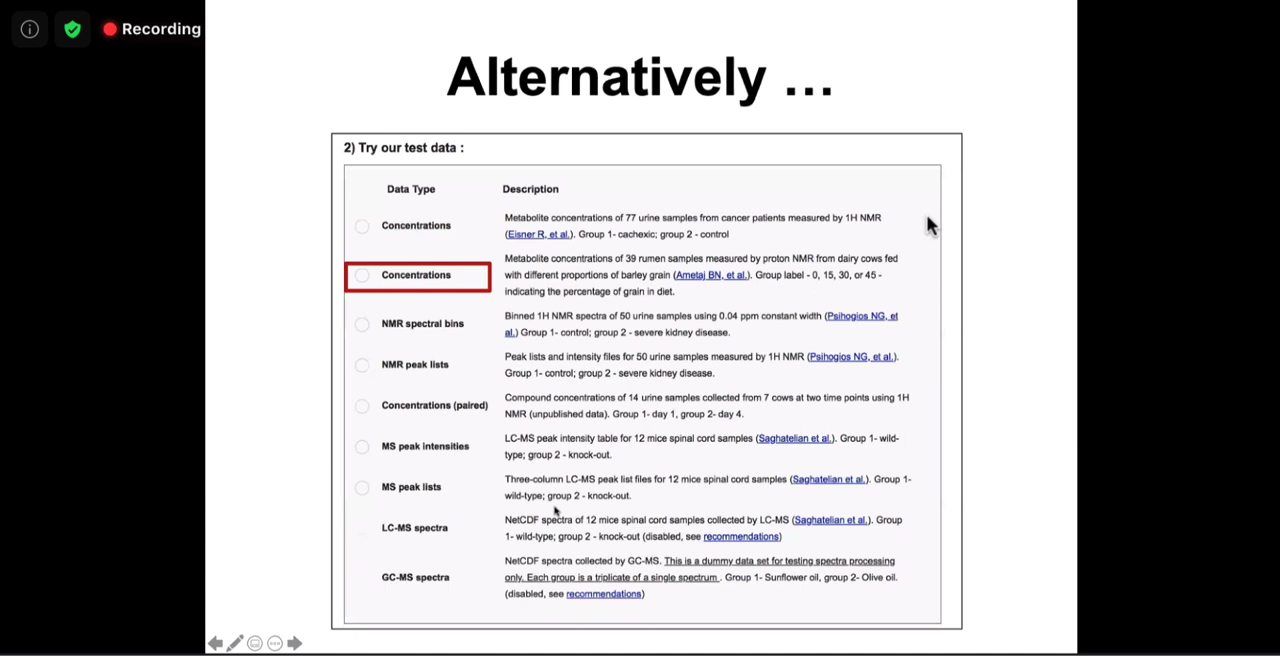 Recording
Alternatively ...
2) Try our test data :
Data Type Description
Concentrations
Metabolite concentrations of 77 urine samples from cancer patients measured by 1H NMR
(Eisner R, et al.). Group 1- cachexic; group 2 - control
Concentrations
Metabolite concentrations of 39 rumen samples measured by proton NMR from dairy cows fed
with different proportions of barley grain (Ametaj BN, et al.). Group label - 0, 15, 30, or 45 -
indicating the percentage of grain in diet.
NMR spectral bins
Binned 1H NMR spectra of 50 urine samples using 0.04 ppm constant width (Psihogios NG, et
al.) Group 1- control; group 2 - severe kidney disease.
NMR peak lists
Peak lists and intensity files for 50 urine samples measured by 1H NMR (Psihogios NG, et al.).
Group 1- control; group 2 - severe kidney disease.
Concentrations (paired)
Compound concentrations of 14 urine samples collected from 7 cows at two time points using 1H
NMR (unpublished data). Group 1- day 1, group 2- day 4.
MS peak intensities
LC-MS peak intensity table for 12 mice spinal cord samples (Saghatelian et al.). Group 1- wild-
type; group 2 - knock-out.
MS peak lists
Three-column LC-MS peak list files for 12 mice spinal cord samples (Saghatelian et al.). Group 1-
wild-type; group 2 - knock-out.
LC-MS spectra
NetCDF spectra of 12 mice spinal cord samples collected by LC-MS (Saghatelian et al.). Group
1- wild-type; group 2 - knock-out (disabled, see recommendations)
GC-MS spectra
NetCDF spectra collected by GC-MS. This is a dummy data set for testing spectra processing
only. Each group is a triplicate of a single spectrum . Group 1- Sunflower oil, group 2- Olive oil.
(disabled, see recommendations)